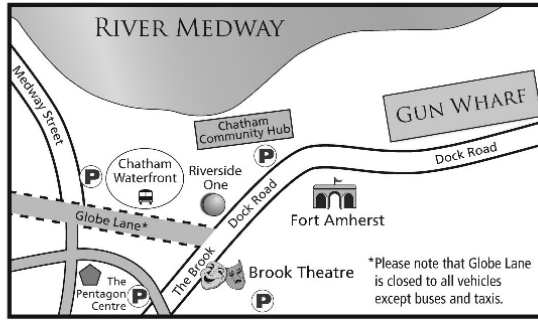 RIVER MEDWAY
Medway Street
GUN WHARF
Chatham
Community Hub
P
P
Chatham
Waterfront
Riverside
One
Dock Road
Dock Road
Globe Lane*
Fort Amherst
The Brook
Brook Theatre
The
Pentagon
Centre
P
P
*Please note that Globe Lane
is closed to all vehicles
except buses and taxis.